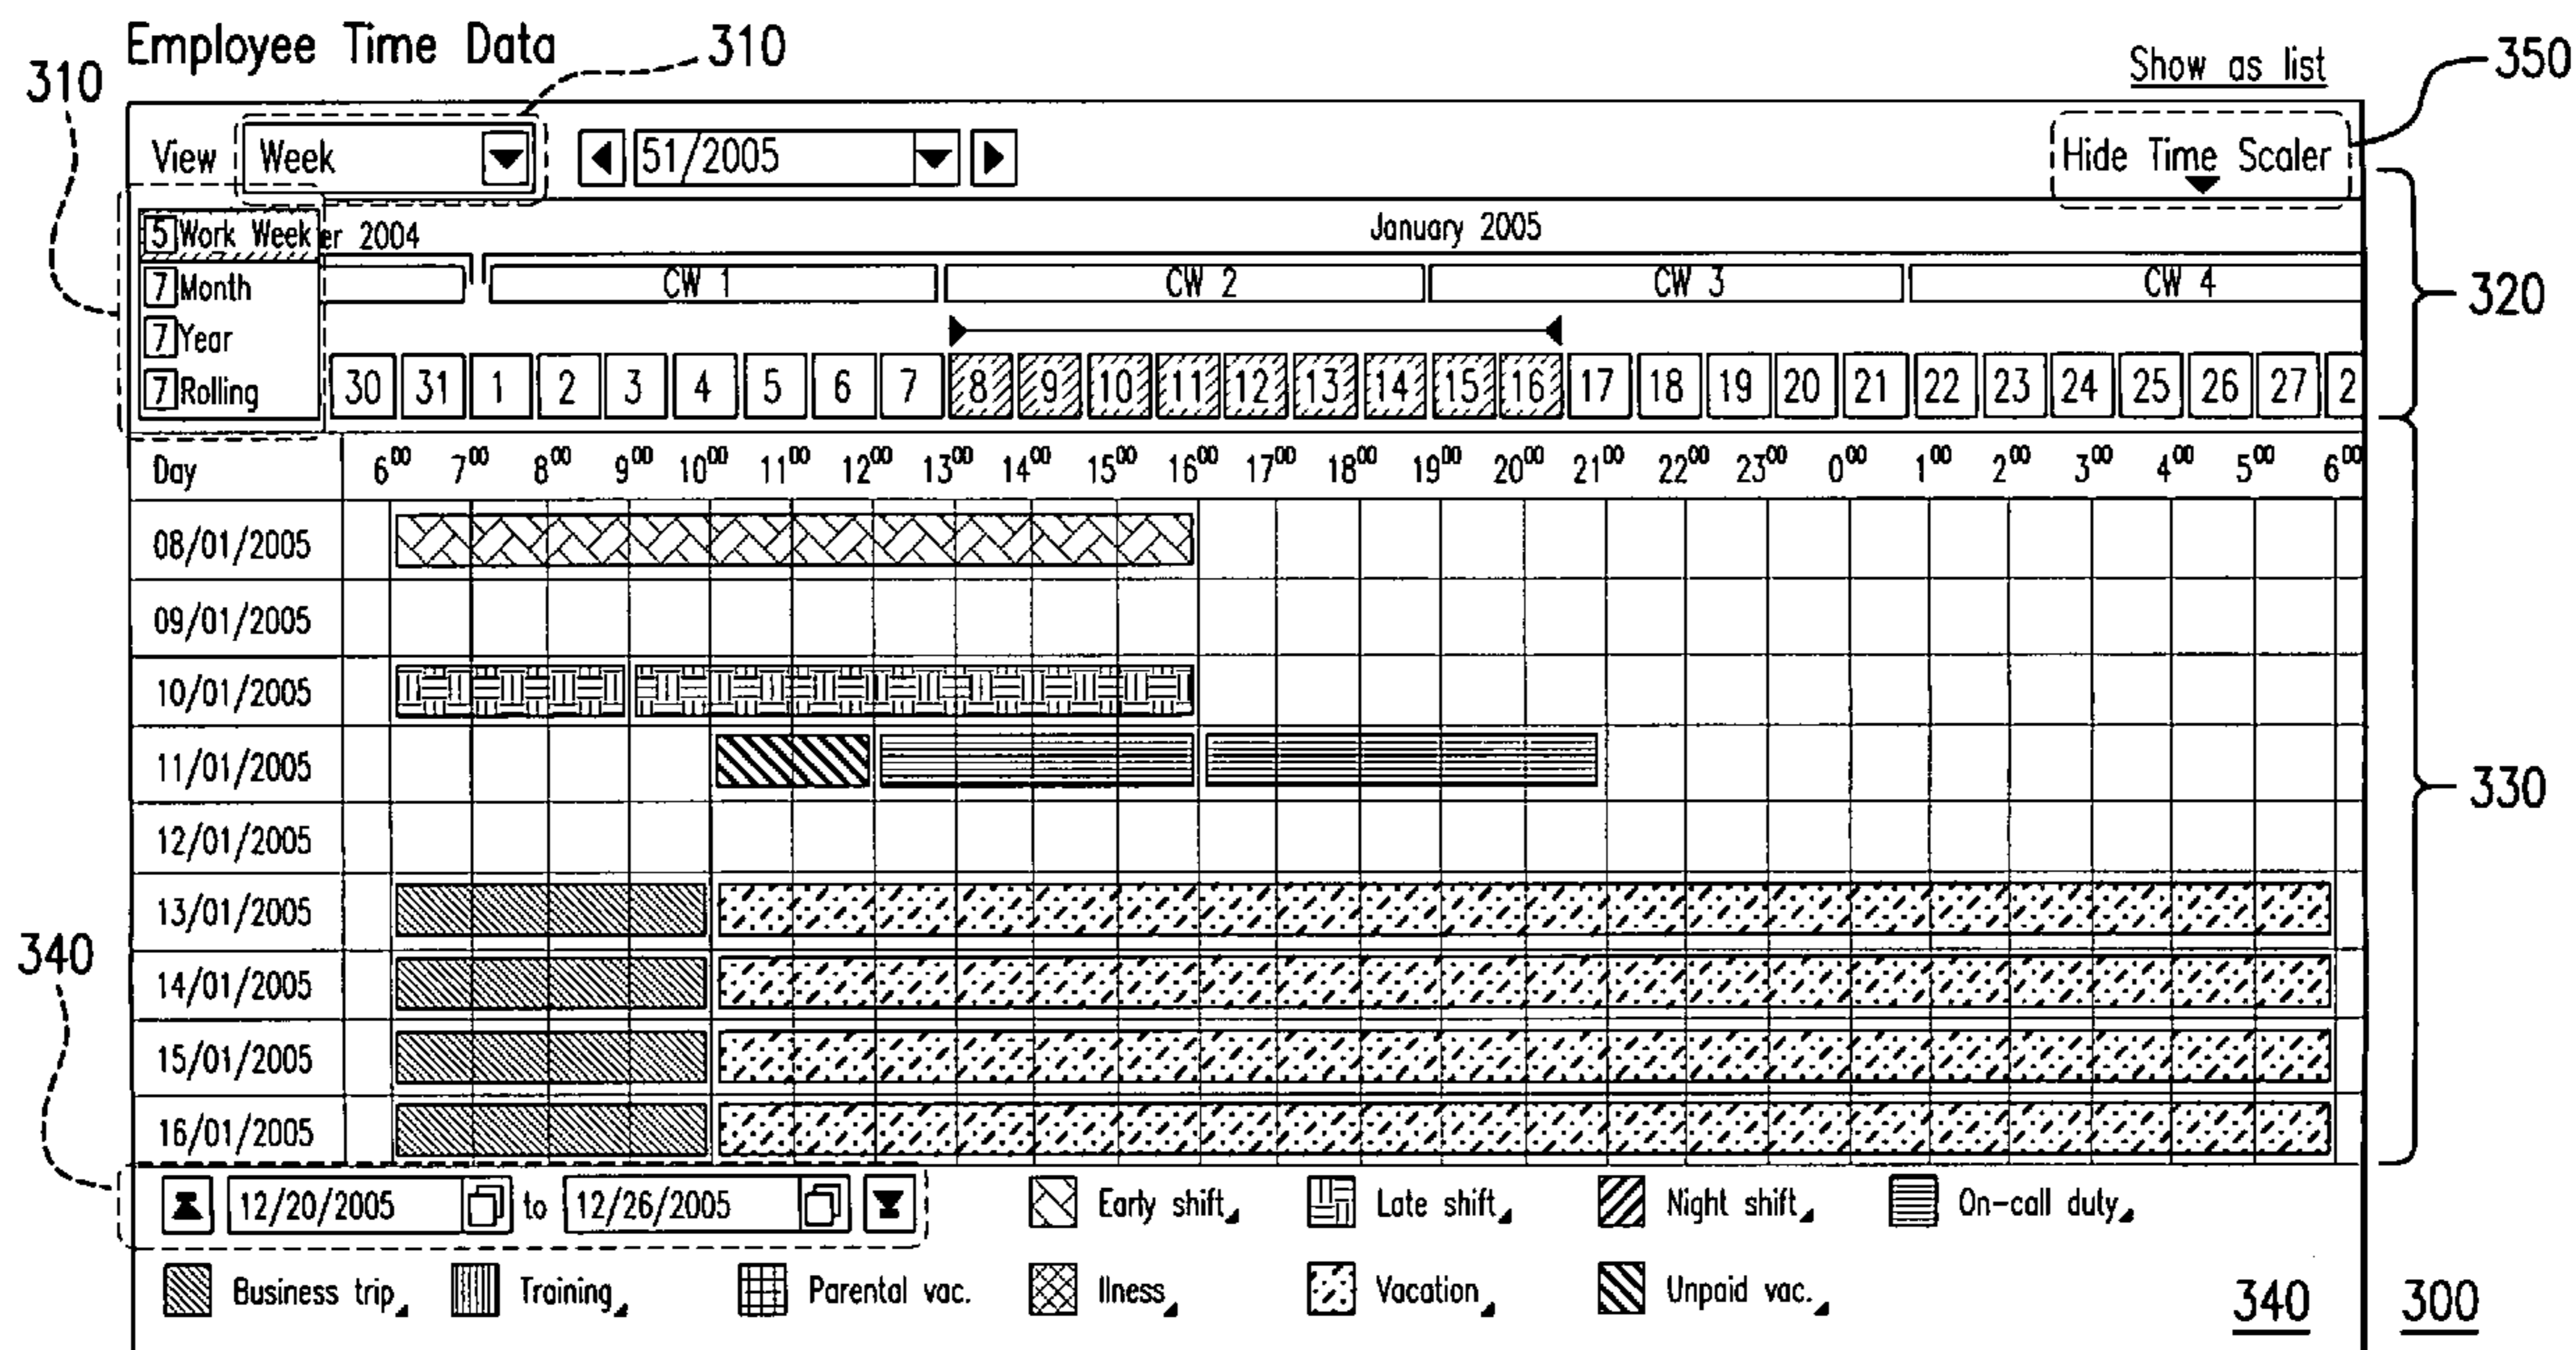 Employee Time Data
310
310
Show as list
350
View Week 51/2005 Hide Time Scaler
5 Work Week er 2004 January 2005
7 Month CW 1 CW 2 CW 3 CW 4
320
7 Year
7 Rolling 30 31 1 2 3 4 5 6 7 8 9 10 11 12 13 14 15 16 17 18 19 20 21 22 23 24 25 26 27 2
Day 600 700 800 900 1000 1100 1200 1300 1400 1500 1600 1700 1800 1900 2000 2100 2200 2300 000 100 200 300 400 500 600
08/01/2005
09/01/2005
10/01/2005
11/01/2005
330
12/01/2005
13/01/2005
340
14/01/2005
15/01/2005
16/01/2005
12/20/2005 to 12/26/2005 Early shift Late shift Night shift On-call duty
Business trip Training Parental vac. Ilness Vacation Unpaid vac.
340 300